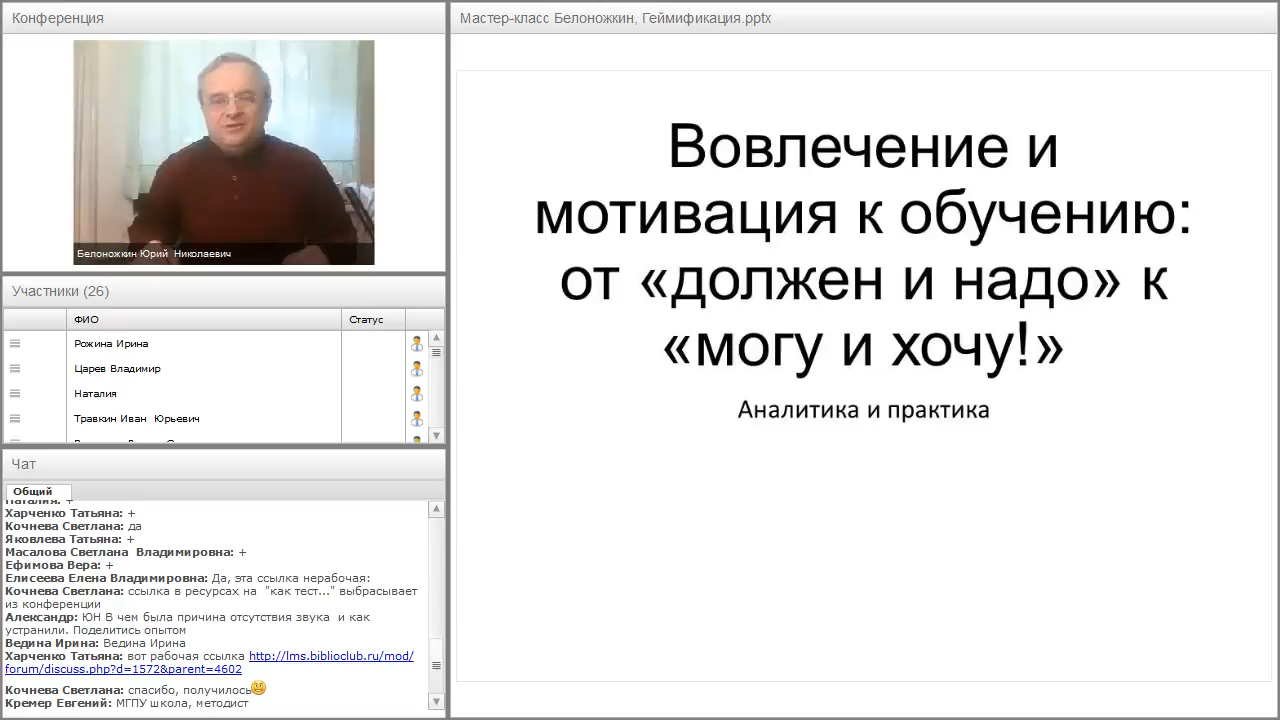 Конференция
Белоножкин Юрий Николаевич
Участники (26)
ФИО
Статус
Рожина Ирина
Царев Владимир
Наталия
Травкин Иван Юрьевич
Чат
Общий
Наталия: +
Харченко Татьяна: +
Кочнева Светлана: да
Яковлева Татьяна: +
Масалова Светлана Владимировна: +
Ефимова Вера: +
Елисеева Елена Владимировна: Да, эта ссылка нерабочая:
Кочнева Светлана: ссылка в ресурсах на "как тест..." выбрасывает
из конференции
Александр: ЮН В чем была причина отсутствия звука и как
устранили. Поделитись опытом
Ведина Ирина: Ведина Ирина
Харченко Татьяна: вот рабочая ссылка http://lms.biblioclub.ru/mod/
forum/discuss.php?d=1572&parent=4602
Кочнева Светлана: спасибо, получилось
Кремер Евгений: МГПУ школа, методист
Мастер-класс Белоножкин, Геймификация.pptx
Вовлечение и
мотивация к обучению:
от «должен и надо» к
«могу и хочу!»
Аналитика и практика